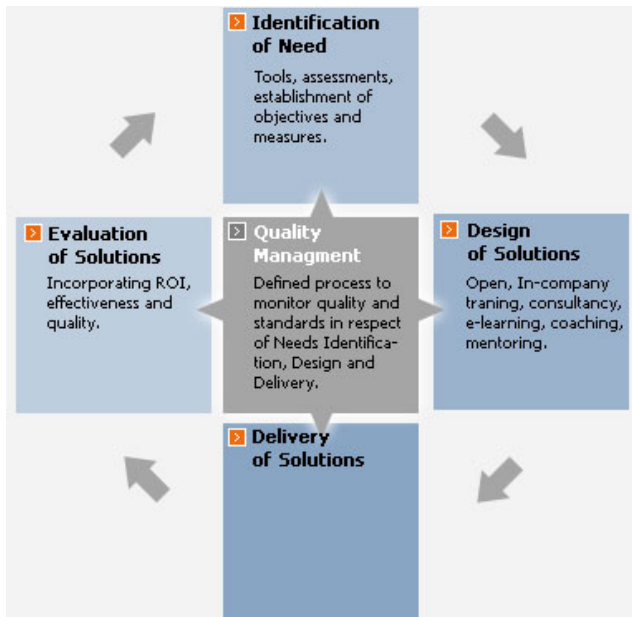 Identification
of Need
Tools, assessments,
establishment of
objectives and
measures.
Evaluation
of Solutions
Incorporating ROI,
effectiveness and
quality.
Quality
Managment
Defined process to
monitor quality and
standards in respect
of Needs Identifica-
tion, Design and
Delivery.
Design
of Solutions
Open, In-company
traning, consultancy,
e-learning, coaching,
mentoring.
Delivery
of Solutions